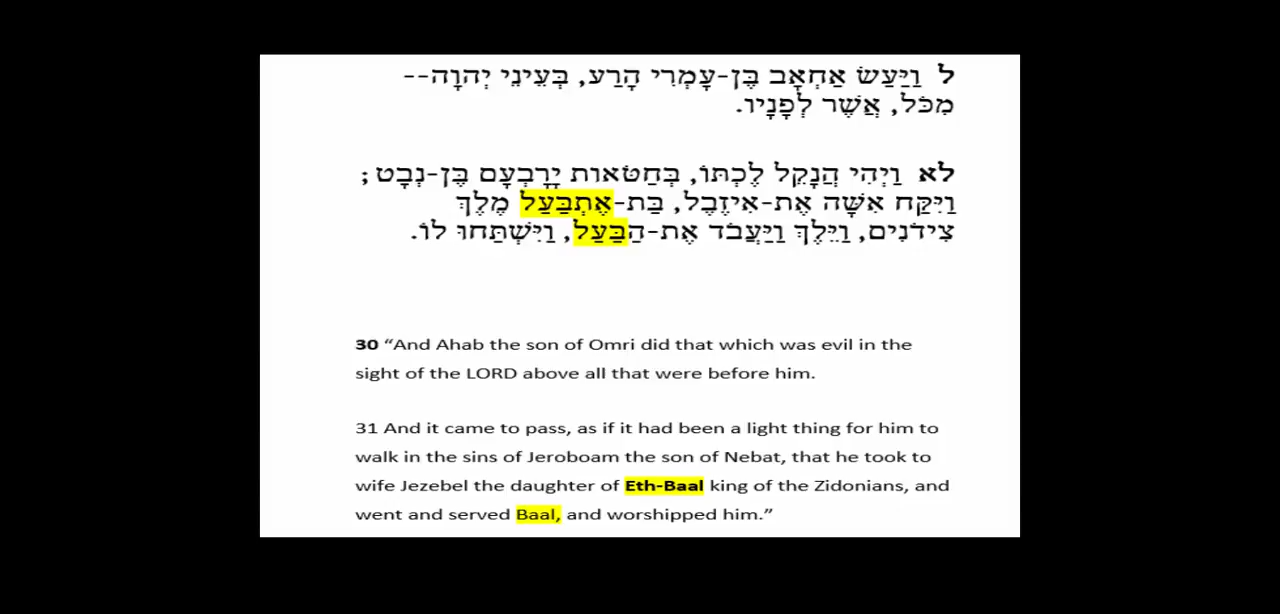 ל וַיַּעַשׂ אַחְאָב בֶּן-עָמְרִי הָרַע, בְּעֵינֵי יְהוָה--
מִכֹּל, אֲשֶׁר לְפָנָיו.
לא וַיְהִי הֲנָקֵל לֶכְתּוֹ, בְּחַטֹּאות יָרָבְעָם בֶּן-נְבָט ;
וַיִּקַּח אִשָּׁה אֶת-אִיזֶבֶל, בַּת-אֶתְבַּעַל מֶלֶךְ
צִידֹנִים, וַיֵּלֶךְ וַיַּעֲבֹד אֶת-הַבַּעַל, וַיִּשְׁתַּחוּ לוֹ.
30 “And Ahab the son of Omri did that which was evil in the
sight of the LORD above all that were before him.
31 And it came to pass, as if it had been a light thing for him to
walk in the sins of Jeroboam the son of Nebat, that he took to
wife Jezebel the daughter of Eth-Baal king of the Zidonians, and
went and served Baal, and worshipped him.”